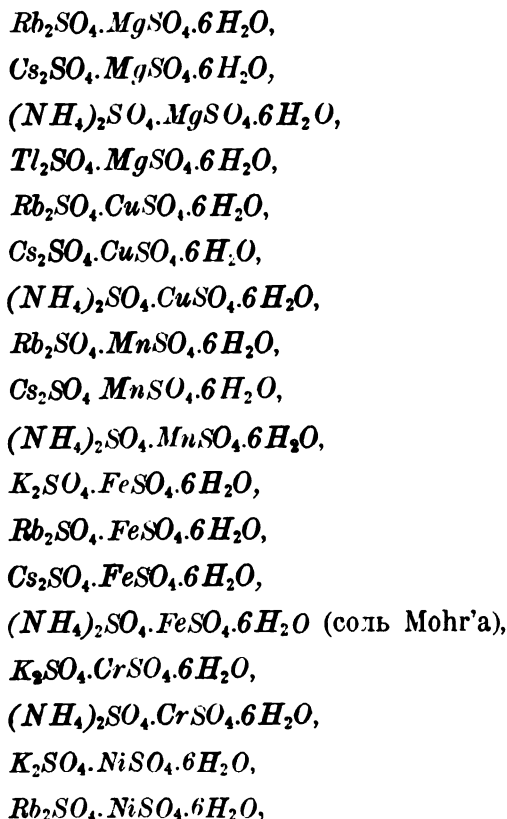 Rb₂SO₄.MgSO₄.6H₂O,
Cs₂SO₄.MgSO₄.6H₂O,
(NH₄)₂SO₄.MgSO₄.6H₂O,
Tl₂SO₄.MgSO₄.6H₂O,
Rb₂SO₄.CuSO₄.6H₂O,
Cs₂SO₄.CuSO₄.6H₂O,
(NH₄)₂SO₄.CuSO₄.6H₂O,
Rb₂SO₄.MnSO₄.6H₂O,
Cs₂SO₄ MnSO₄.6H₂O,
(NH₄)₂SO₄.MnSO₄.6H₂O,
K₂SO₄.FeSO₄.6H₂O,
Rb₂SO₄.FeSO₄.6H₂O,
Cs₂SO₄.FeSO₄.6H₂O,
(NH₄)₂SO₄.FeSO₄.6H₂O (соль Mohr'a),
K₂SO₄.CrSO₄.6H₂O,
(NH₄)₂SO₄.CrSO₄.6H₂O,
K₂SO₄.NiSO₄.6H₂O,
Rb₂SO₄.NiSO₄.6H₂O,